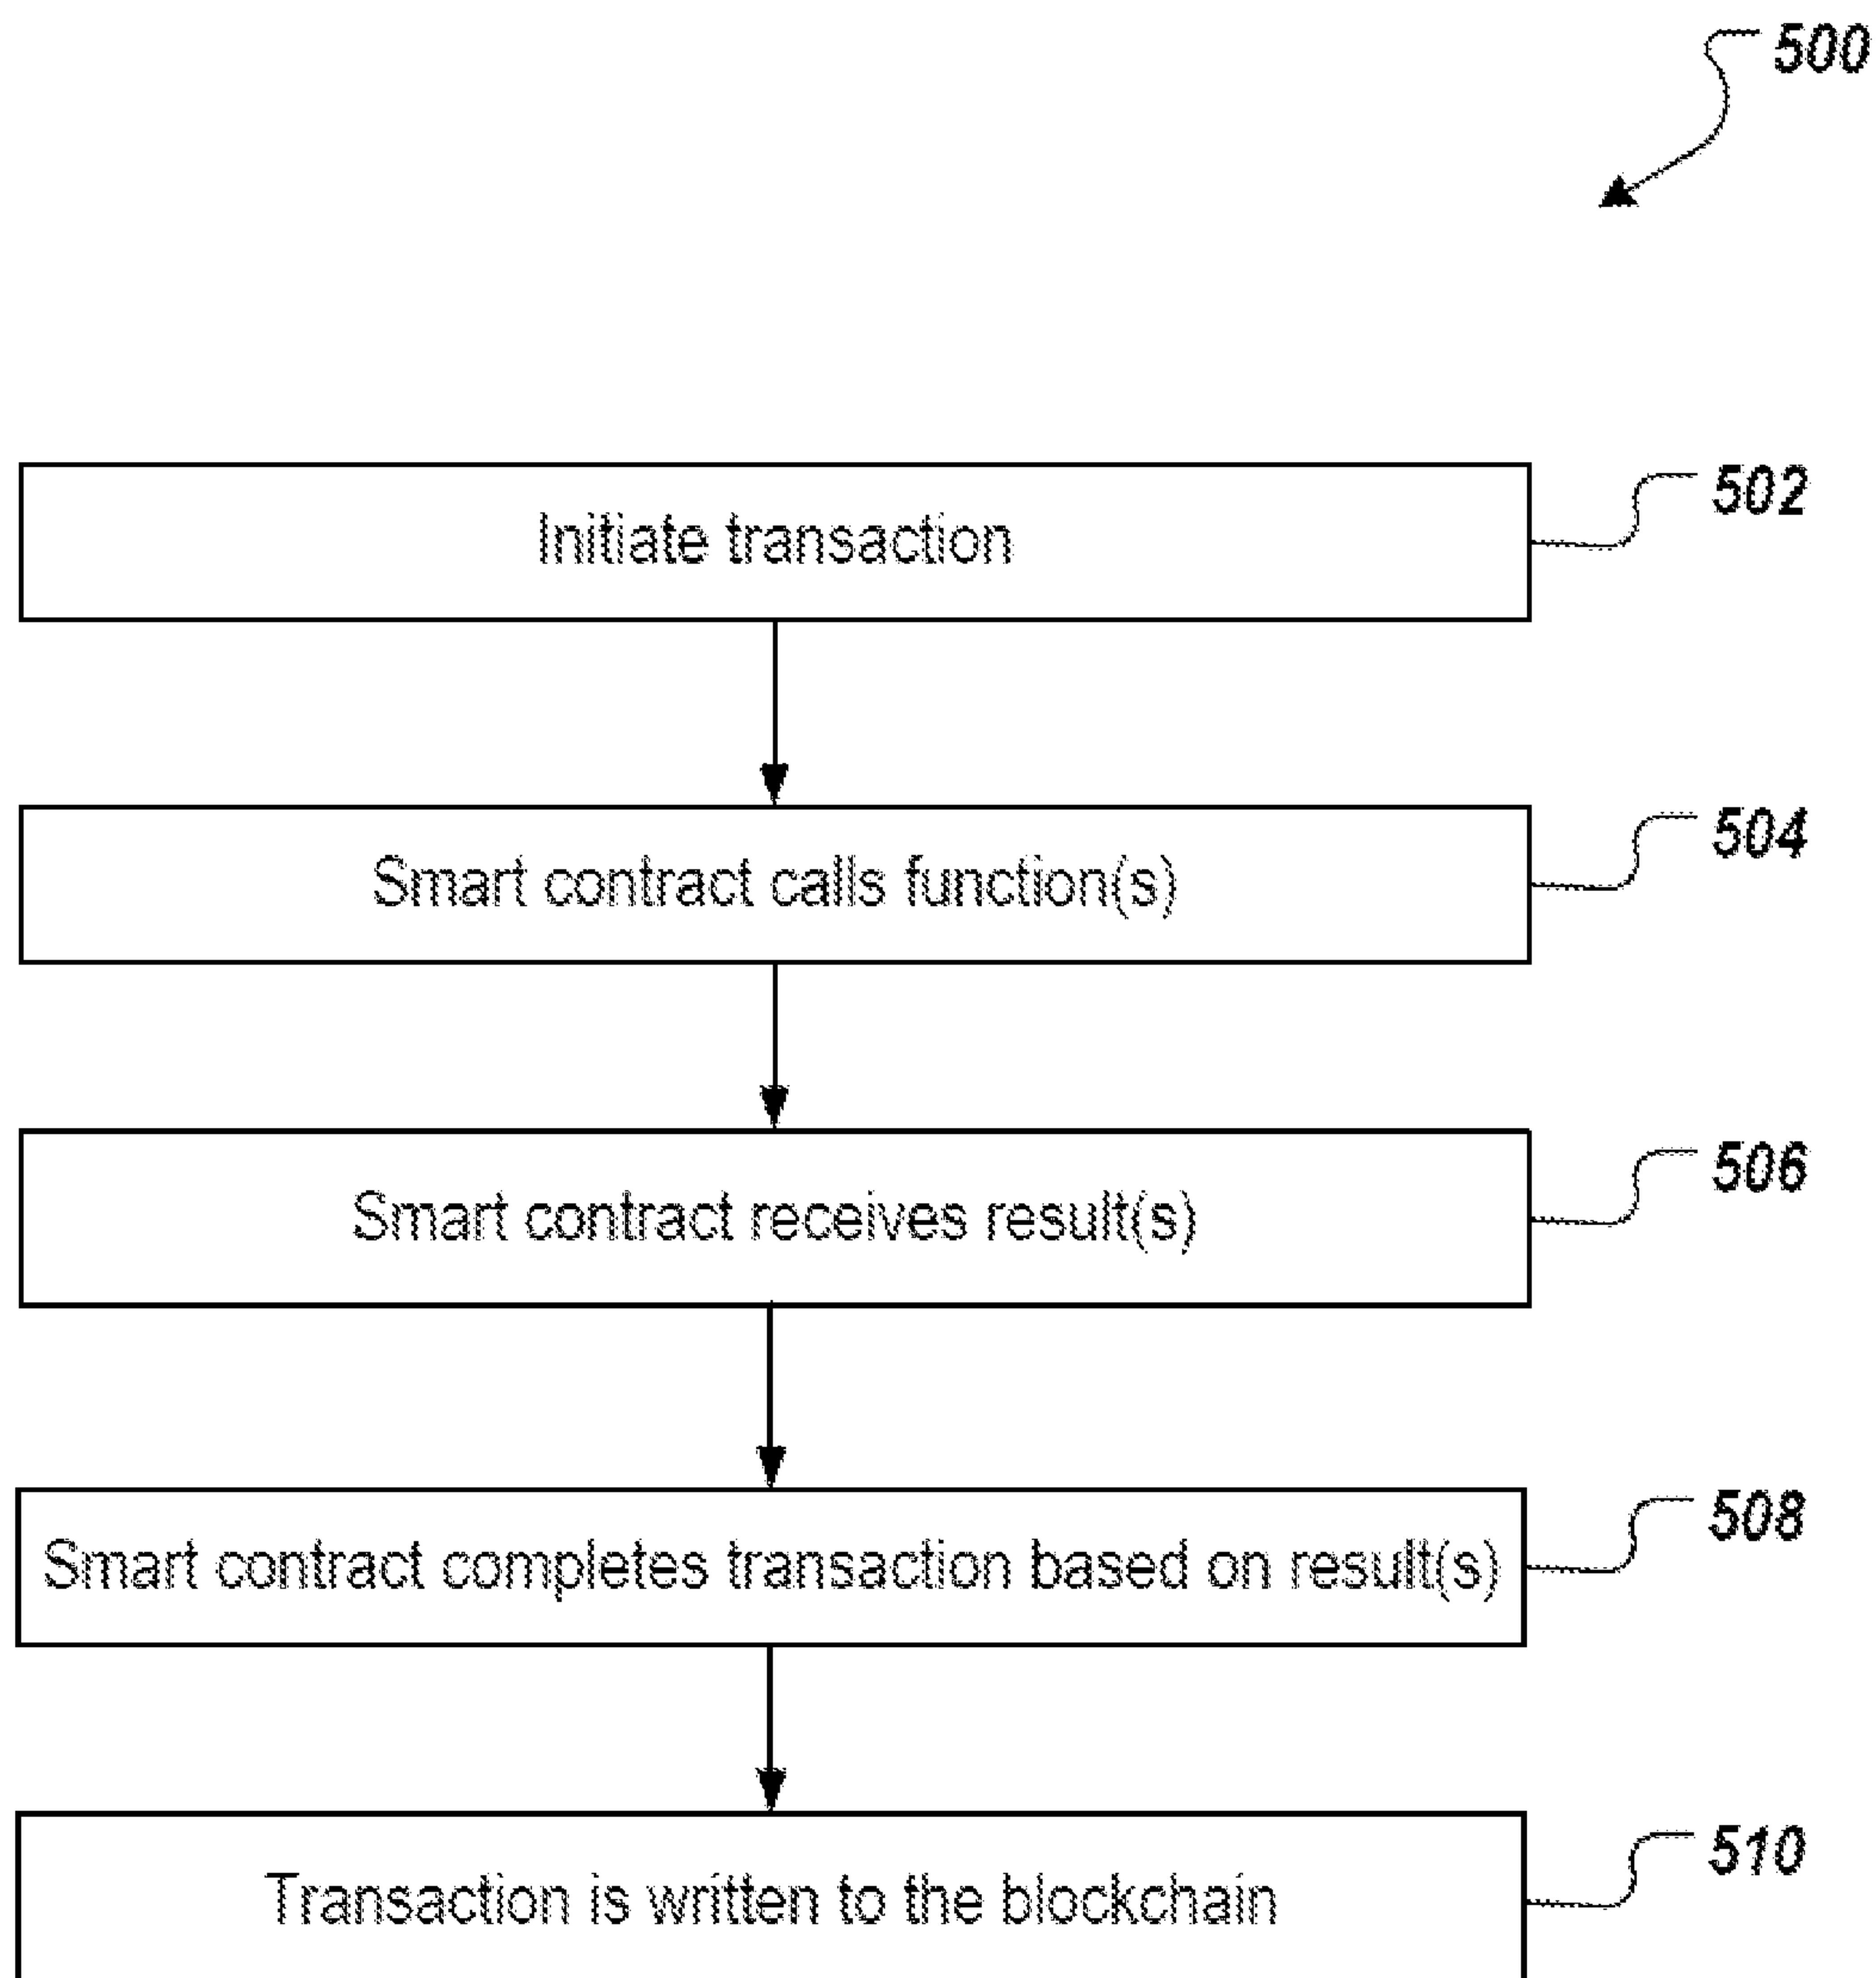 500
Initiate transaction
502
Smart contract calls function(s)
504
Smart contract receives result(s)
506
Smart contract completes transaction based on result(s)
508
Transaction is written to the blockchain
510